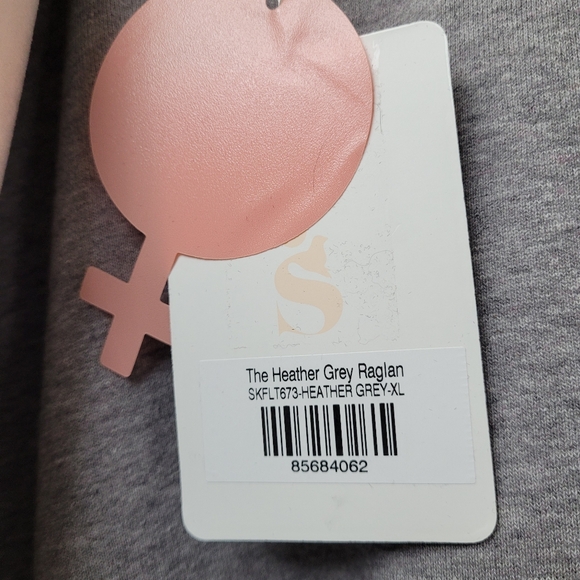 S
The Heather Grey Raglan
SKFLT673-HEATHER GREY-XL
85684062